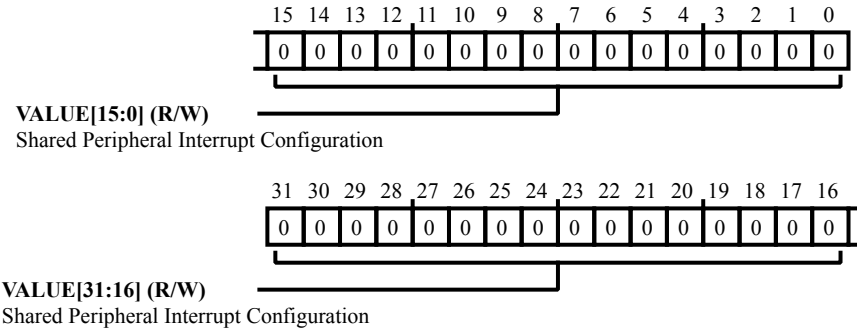 15 14 13 12 11 10 9 8 7 6 5 4 3 2 1 0
0 0 0 0 0 0 0 0 0 0 0 0 0 0 0 0
VALUE[15:0] (R/W)
Shared Peripheral Interrupt Configuration
31 30 29 28 27 26 25 24 23 22 21 20 19 18 17 16
0 0 0 0 0 0 0 0 0 0 0 0 0 0 0 0
VALUE[31:16] (R/W)
Shared Peripheral Interrupt Configuration